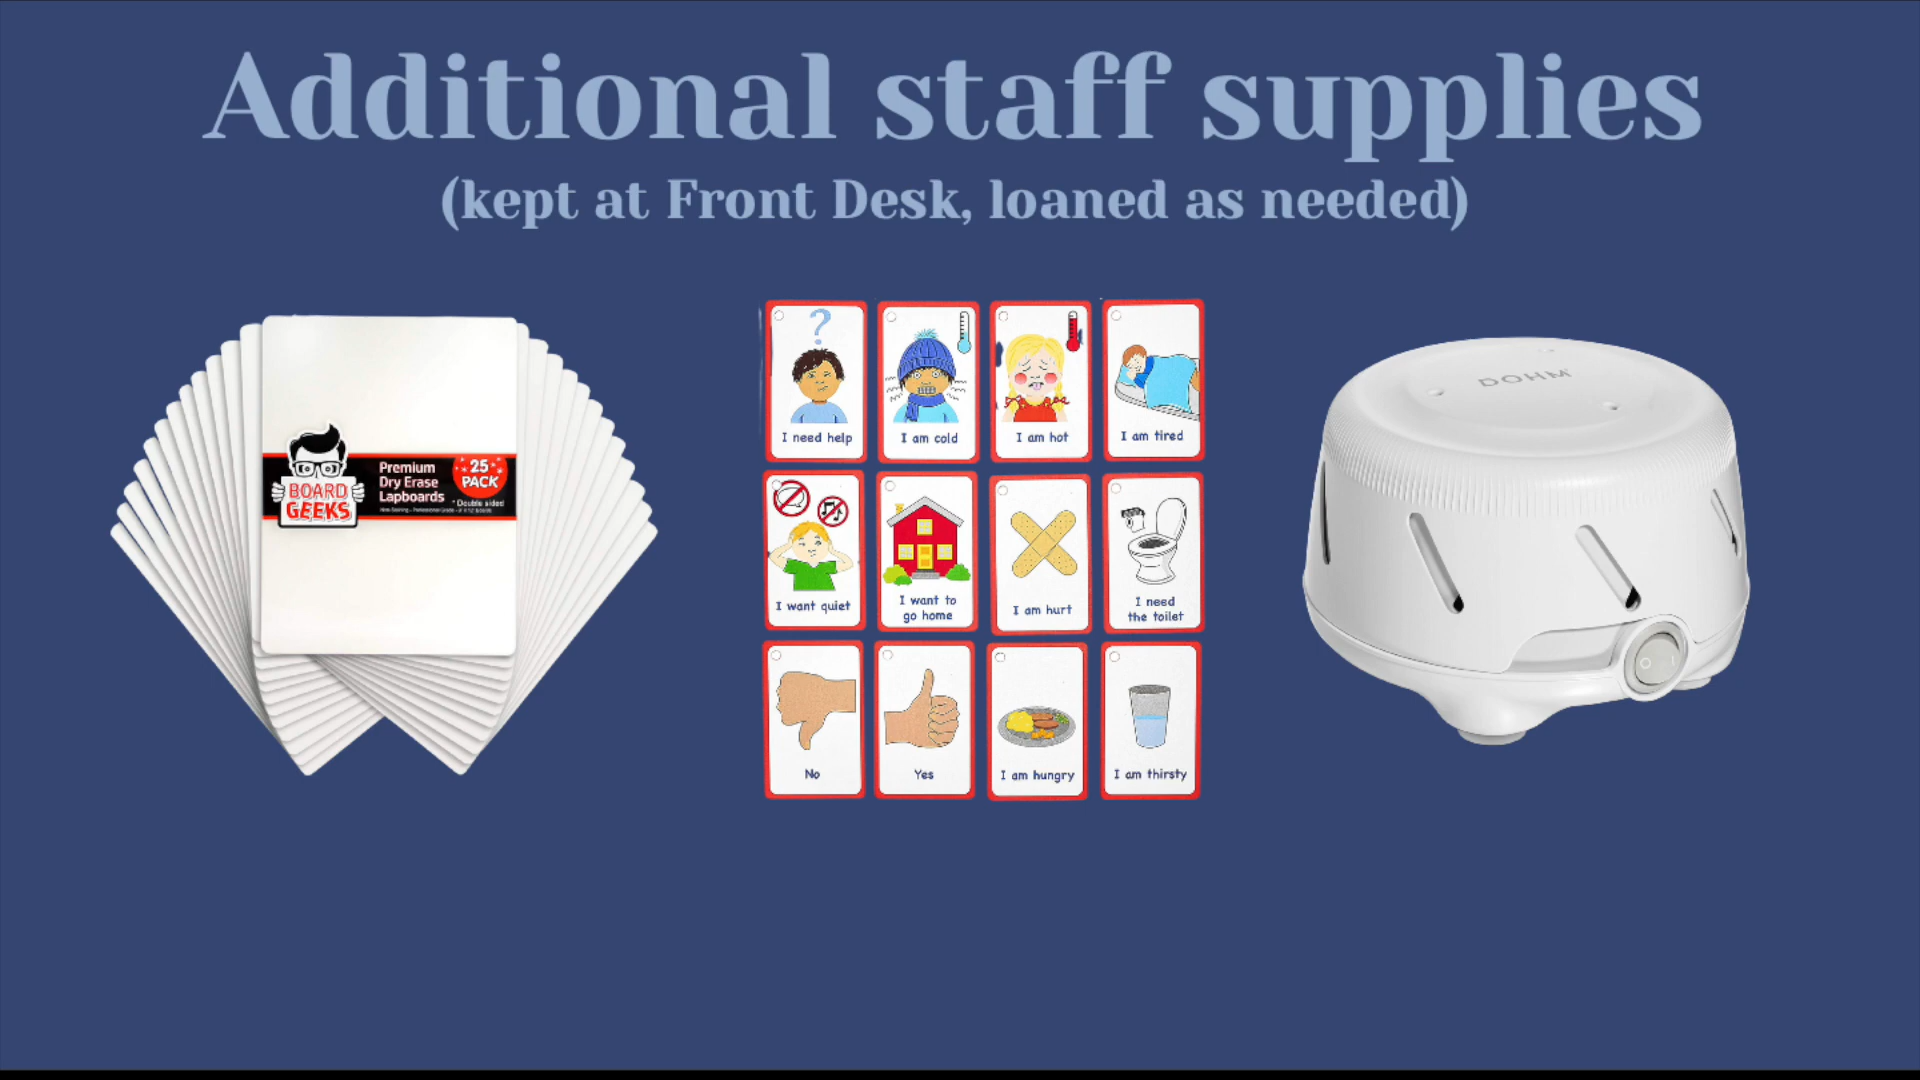 Additional staff supplies
(kept at Front Desk, loaned as needed)
BOARD
GEEKS
Premium
Dry Erase
Lapboards
25
PACK
* Double sided
DOHM
I need help
I am cold
I am hot
I am tired
I want quiet
I want to
go home
I am hurt
I need
the toilet
No
Yes
I am hungry
I am thirsty